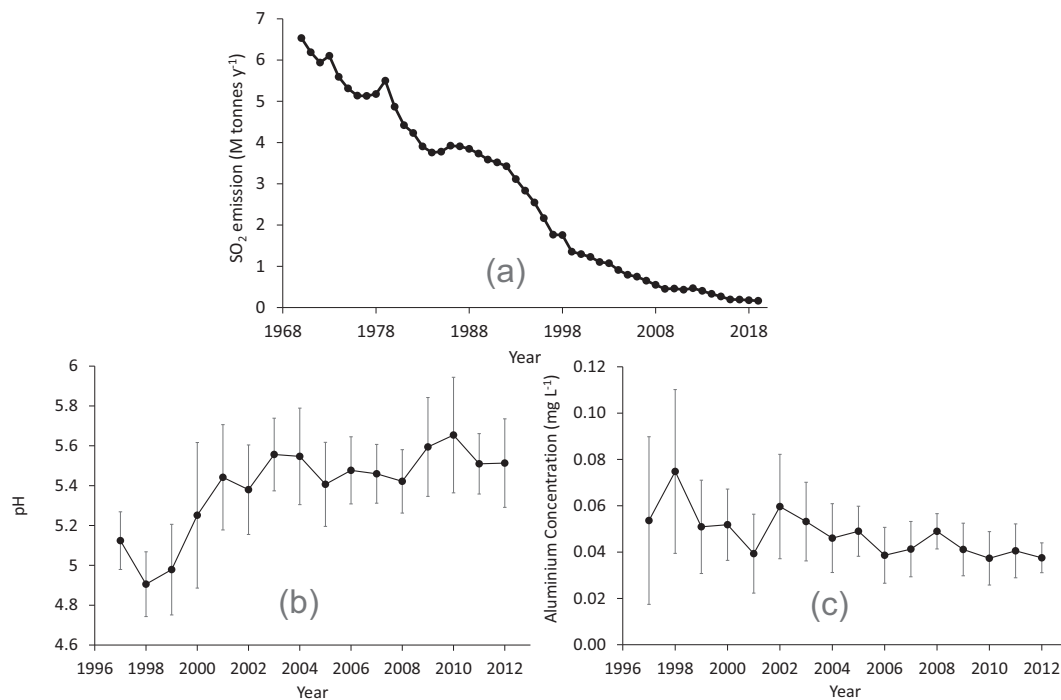 7
6
5
4
3
2
1
0
SO₂ emission (M tonnes y⁻¹)
(a)
1968 1978 1988 1998 2008 2018
Year
6
5.8
5.6
5.4
5.2
5
4.8
4.6
pH
(b)
1996 1998 2000 2002 2004 2006 2008 2010 2012
Year
0.12
0.10
0.08
0.06
0.04
0.02
0.00
Aluminium Concentration (mg L⁻¹)
(c)
1996 1998 2000 2002 2004 2006 2008 2010 2012
Year